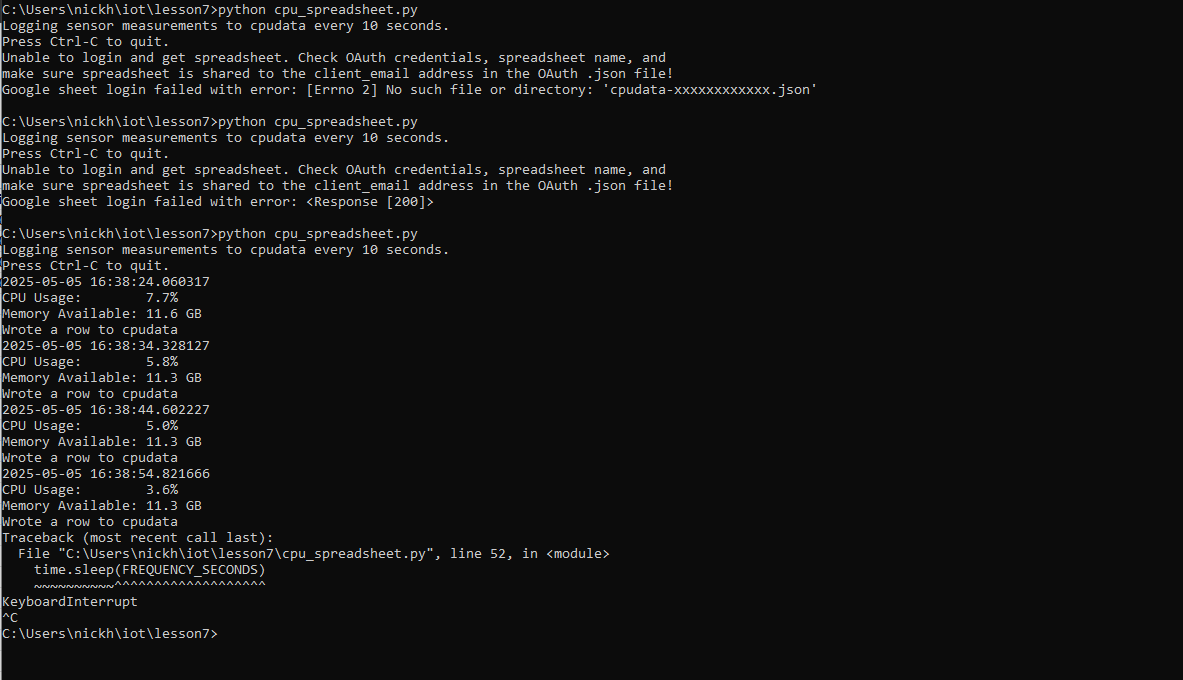 C:\Users\nickh\iot\lesson7>python cpu_spreadsheet.py
Logging sensor measurements to cpudata every 10 seconds.
Press Ctrl-C to quit.
Unable to login and get spreadsheet. Check OAuth credentials, spreadsheet name, and
make sure spreadsheet is shared to the client_email address in the OAuth .json file!
Google sheet login failed with error: [Errno 2] No such file or directory: 'cpudata-xxxxxxxxxxxx.json'

C:\Users\nickh\iot\lesson7>python cpu_spreadsheet.py
Logging sensor measurements to cpudata every 10 seconds.
Press Ctrl-C to quit.
Unable to login and get spreadsheet. Check OAuth credentials, spreadsheet name, and
make sure spreadsheet is shared to the client_email address in the OAuth .json file!
Google sheet login failed with error: <Response [200]>

C:\Users\nickh\iot\lesson7>python cpu_spreadsheet.py
Logging sensor measurements to cpudata every 10 seconds.
Press Ctrl-C to quit.
2025-05-05 16:38:24.060317
CPU Usage:        7.7%
Memory Available: 11.6 GB
Wrote a row to cpudata
2025-05-05 16:38:34.328127
CPU Usage:        5.8%
Memory Available: 11.3 GB
Wrote a row to cpudata
2025-05-05 16:38:44.602227
CPU Usage:        5.0%
Memory Available: 11.3 GB
Wrote a row to cpudata
2025-05-05 16:38:54.821666
CPU Usage:        3.6%
Memory Available: 11.3 GB
Wrote a row to cpudata
Traceback (most recent call last):
  File "C:\Users\nickh\iot\lesson7\cpu_spreadsheet.py", line 52, in <module>
    time.sleep(FREQUENCY_SECONDS)
    ~~~~~~~~~~^^^^^^^^^^^^^^^^^^^
KeyboardInterrupt
^C
C:\Users\nickh\iot\lesson7>